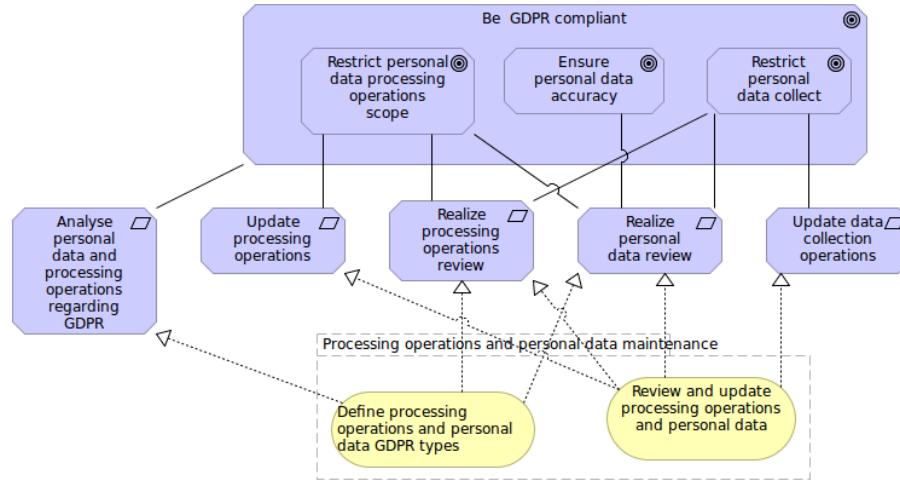 Be  GDPR compliant
Restrict personal
data processing
operations
scope
Ensure
personal data
accuracy
Restrict
personal
data collect
Analyse
personal
data and
processing
operations
regarding
GDPR
Update
processing
operations
Realize
processing
operations
review
Realize
personal
data review
Update data
collection
operations
Processing operations and personal data maintenance
Define processing
operations and personal
data GDPR types
Review and update
processing operations
and personal data